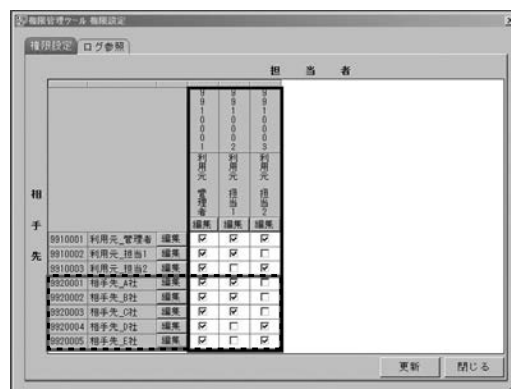 権限管理ツール 権限設定
権限設定 ログ参照
担当者
9910001 9910002 9910003
利用元_管理者 利用元_担当1 利用元_担当2
編集 編集 編集
相手先
9910001 利用元_管理者 編集
9910002 利用元_担当1 編集
9910003 利用元_担当2 編集
9920001 相手先_A社 編集
9920002 相手先_B社 編集
9920003 相手先_C社 編集
9920004 相手先_D社 編集
9920005 相手先_E社 編集
更新 閉じる